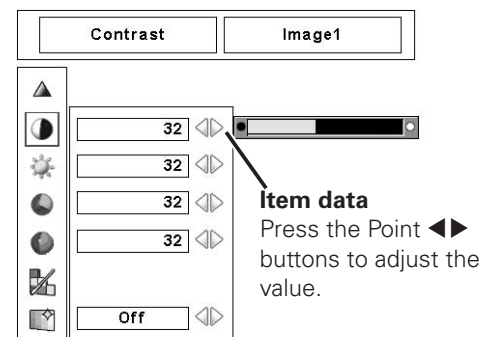 Contrast Image1
32
32
32
32
Off
Item data
Press the Point ◀▶
buttons to adjust the
value.